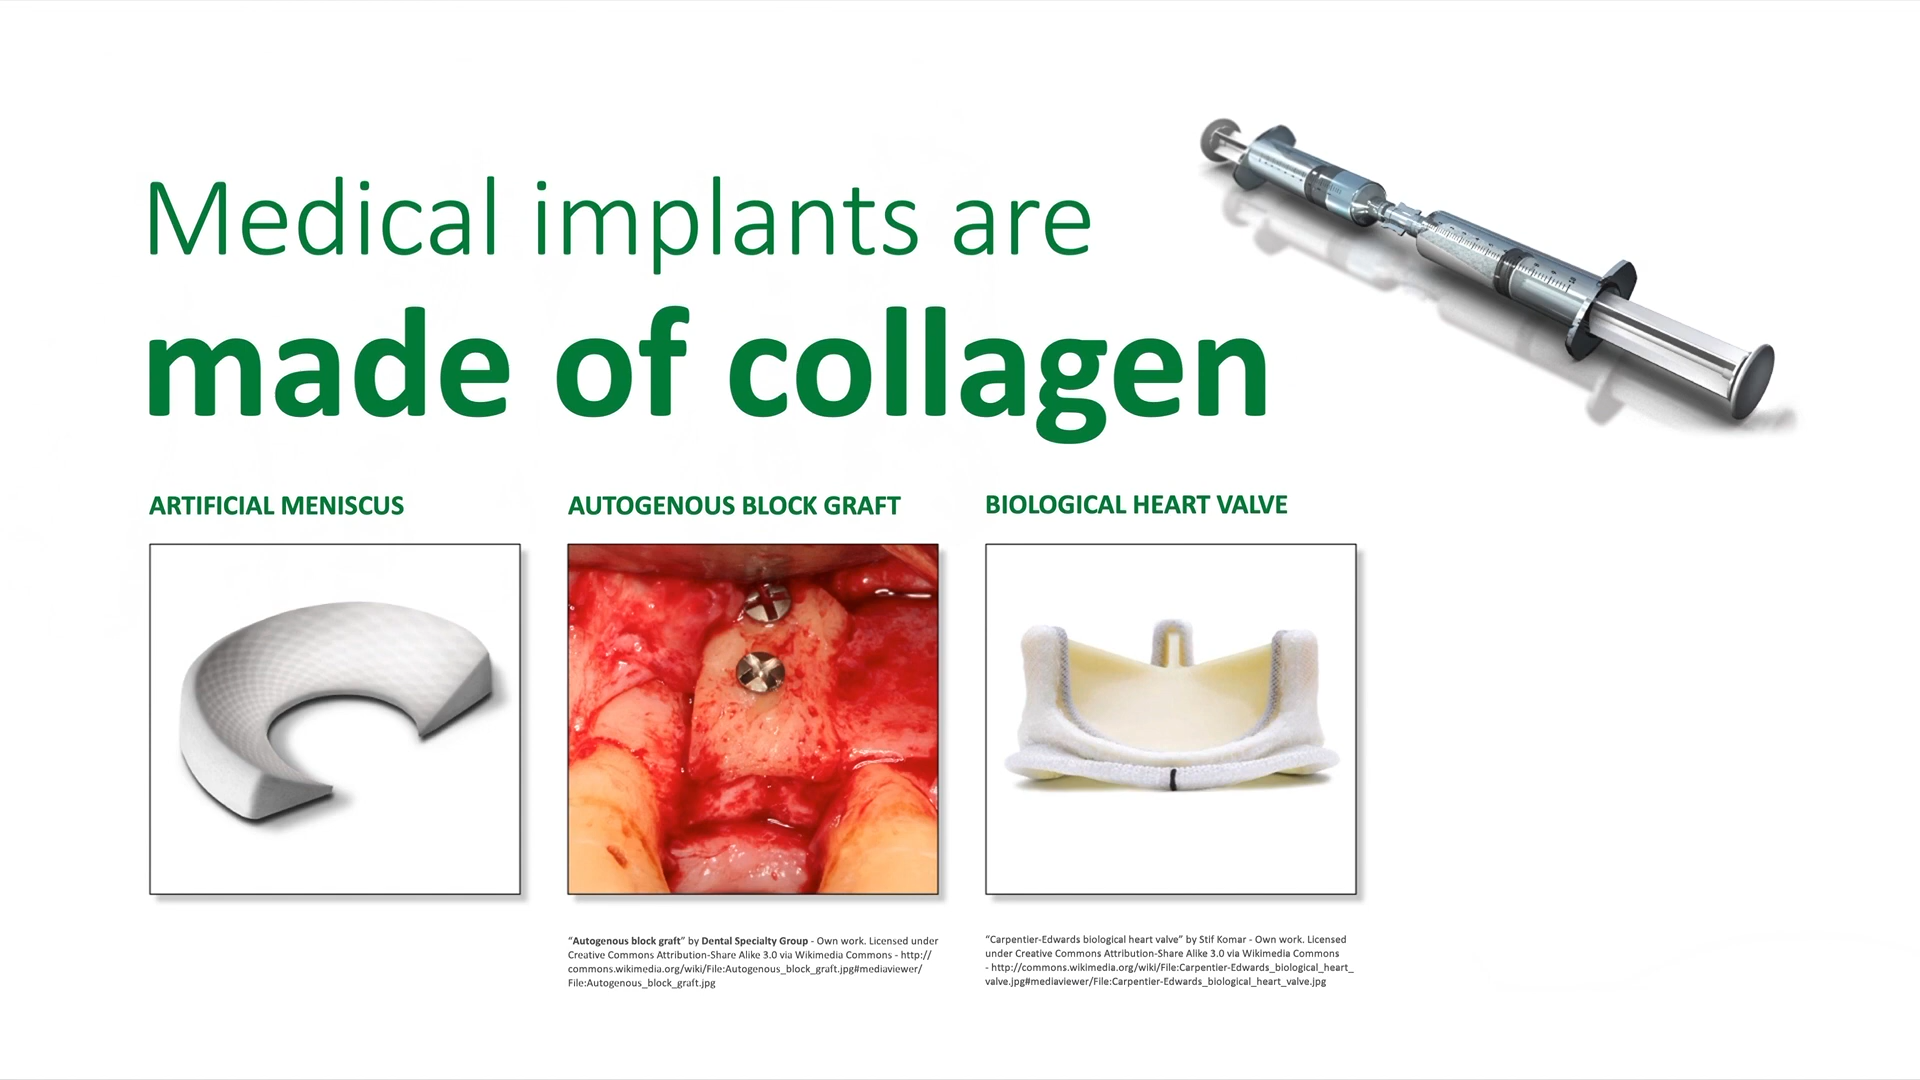 Medical implants are
made of collagen
ARTIFICIAL MENISCUS
AUTOGENOUS BLOCK GRAFT
BIOLOGICAL HEART VALVE
“Autogenous block graft” by Dental Specialty Group - Own work. Licensed under
Creative Commons Attribution-Share Alike 3.0 via Wikimedia Commons - http://
commons.wikimedia.org/wiki/File:Autogenous_block_graft.jpg#mediaviewer/
File:Autogenous_block_graft.jpg
“Carpentier-Edwards biological heart valve” by Stif Komar - Own work. Licensed
under Creative Commons Attribution-Share Alike 3.0 via Wikimedia Commons
- http://commons.wikimedia.org/wiki/File:Carpentier-Edwards_biological_heart_
valve.jpg#mediaviewer/File:Carpentier-Edwards_biological_heart_valve.jpg